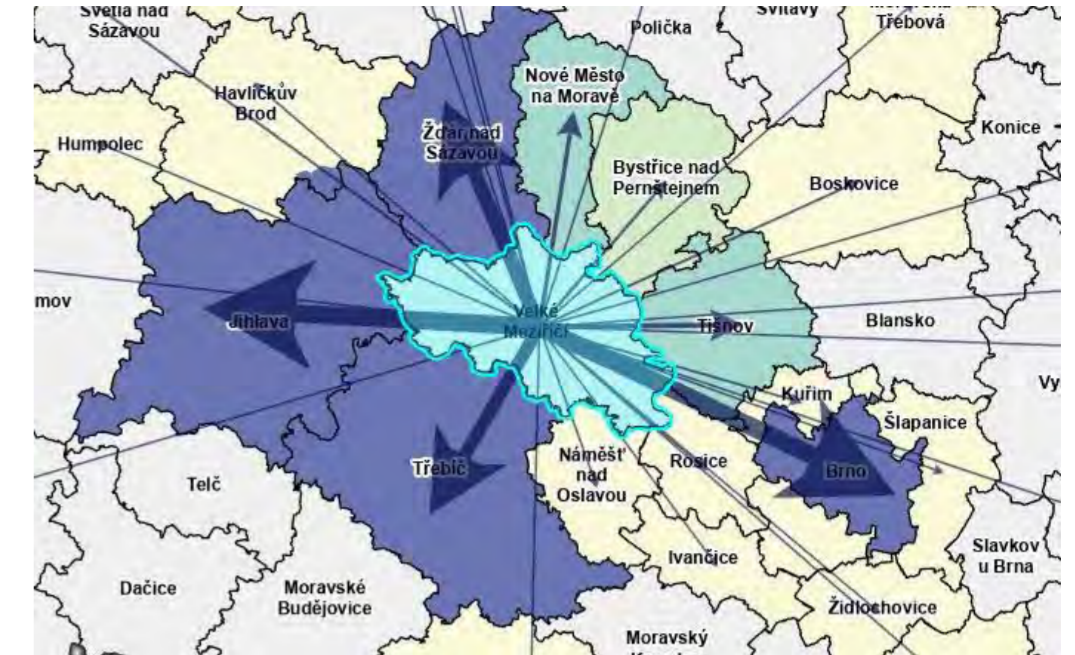 Světlá nad
Sázavou
Polička
Svitavy
Třebová
Nové Město
na Moravě
Havlíčkův
Brod
Žďár nad
Sázavou
Humpolec
Konice
Bystřice nad
Pernštejnem
Boskovice
mov
Jihlava
Velké
Meziříčí
Tišnov
Blansko
Vy
Kuřim
Šlapanice
Třebíč
Náměšť
nad
Oslavou
Rosice
Brno
Telč
Ivančice
Slavkov
u Brna
Dačice
Moravské
Budějovice
Židlochovice
Moravský